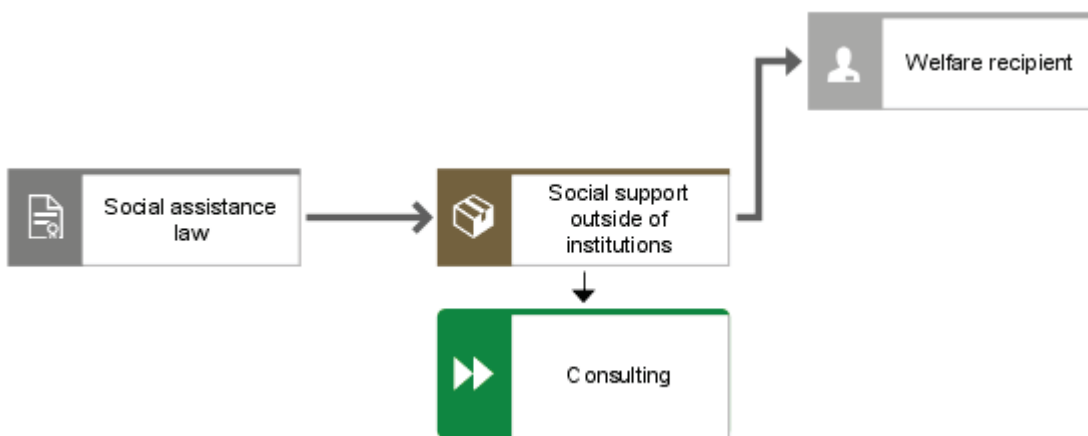 Welfare recipient
Social assistance
law
Social support
outside of
institutions
Consulting